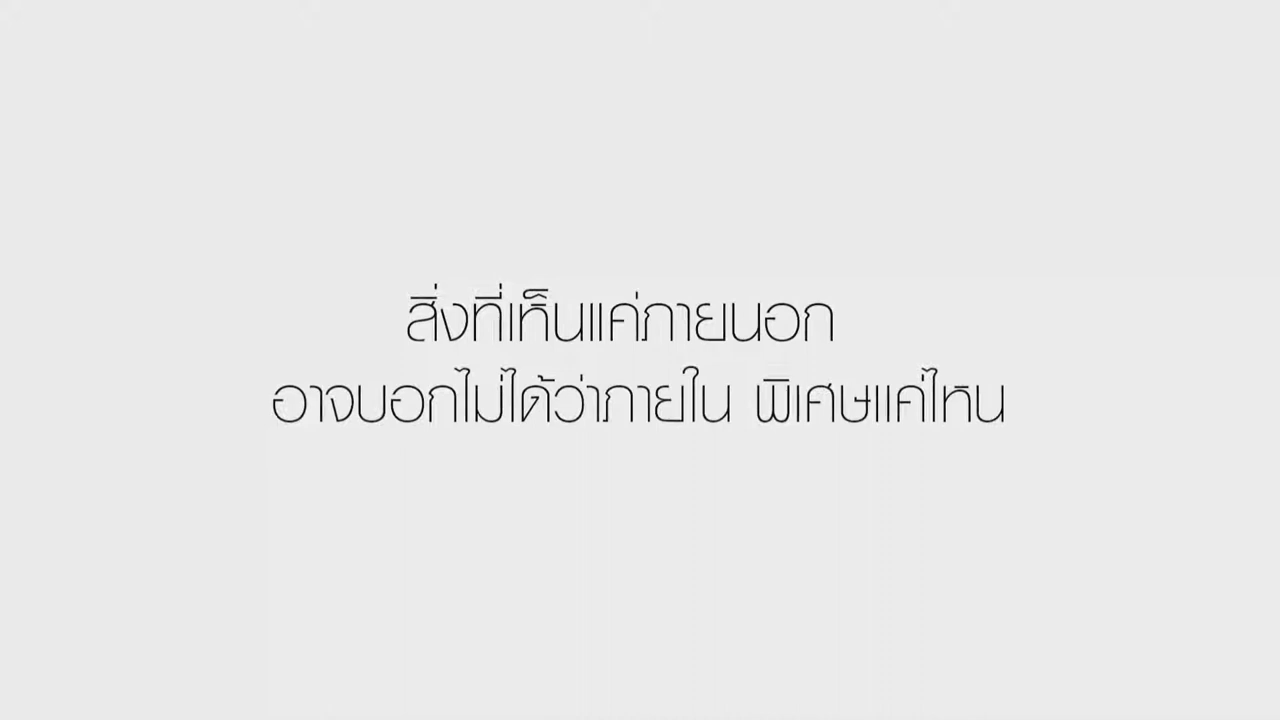 สิ่งที่เห็นแค่ภายนอก
อาจบอกไม่ได้ว่าภายใน พิเศษแค่ไหน